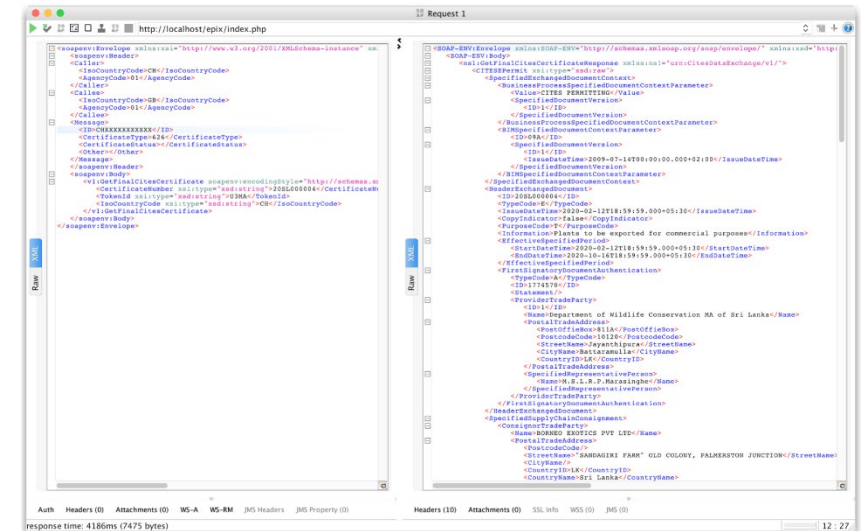 Request 1
http://localhost/epix/index.php
<soapenv:Envelope xmlns:xsi="http://www.w3.org/2001/XMLSchema-instance" xm
<soapenv:Header>
<Caller>
<IsoCountryCode>CH</IsoCountryCode>
<AgencyCode>01</AgencyCode>
</Caller>
<Callee>
<IsoCountryCode>GB</IsoCountryCode>
<AgencyCode>01</AgencyCode>
</Callee>
<Message>
<ID>CHXXXXXXXXXXX</ID>
<CertificateType>626</CertificateType>
<CertificateStatus></CertificateStatus>
<Other></Other>
</Message>
</soapenv:Header>
<soapenv:Body>
<v1:GetFinalCitesCertificate soapenv:encodingStyle="http://schemas.xm
<CertificateNumber xsi:type="xsd:string">20SL000004</CertificateN
<TokenId xsi:type="xsd:string">U3MA</TokenId>
<IsoCountryCode xsi:type="xsd:string">CH</IsoCountryCode>
</v1:GetFinalCitesCertificate>
</soapenv:Body>
</soapenv:Envelope>
XML
Raw
Auth Headers (0) Attachments (0) WS-A WS-RM JMS Headers JMS Property (0)
<SOAP-ENV:Envelope xmlns:SOAP-ENV="http://schemas.xmlsoap.org/soap/envelope/" xmlns:xsd="http:
<SOAP-ENV:Body>
<ns1:GetFinalCitesCertificateResponse xmlns:ns1="urn:CitesDataExchange/v1/">
<CITESEPermit xsi:type="xsd:raw">
<SpecifiedExchangedDocumentContext>
<BusinessProcessSpecifiedDocumentContextParameter>
<Value>CITES PERMITTING</Value>
<SpecifiedDocumentVersion>
<ID>1</ID>
</SpecifiedDocumentVersion>
</BusinessProcessSpecifiedDocumentContextParameter>
<BIMSpecifiedDocumentContextParameter>
<ID>09A</ID>
<SpecifiedDocumentVersion>
<ID>1</ID>
<IssueDateTime>2009-07-14T00:00:00.000+02:00</IssueDateTime>
</SpecifiedDocumentVersion>
</BIMSpecifiedDocumentContextParameter>
</SpecifiedExchangedDocumentContext>
<HeaderExchangedDocument>
<ID>20SL000004</ID>
<TypeCode>E</TypeCode>
<IssueDateTime>2020-02-12T18:59:59.000+05:30</IssueDateTime>
<CopyIndicator>false</CopyIndicator>
<PurposeCode>T</PurposeCode>
<Information>Plants to be exported for commercial purposes</Information>
<EffectiveSpecifiedPeriod>
<StartDateTime>2020-02-12T18:59:59.000+05:30</StartDateTime>
<EndDateTime>2020-10-16T18:59:59.000+05:30</EndDateTime>
</EffectiveSpecifiedPeriod>
<FirstSignatoryDocumentAuthentication>
<TypeCode>A</TypeCode>
<ID>1774570</ID>
<Statement/>
<ProviderTradeParty>
<ID>1</ID>
<Name>Department of Wildlife Conservation MA of Sri Lanka</Name>
<PostalTradeAddress>
<PostOffieBox>811A</PostOffieBox>
<PostcodeCode>10120</PostcodeCode>
<StreetName>Jayanthipura</StreetName>
<CityName>Battaramulla</CityName>
<CountryID>LK</CountryID>
</PostalTradeAddress>
<SpecifiedRepresentativePerson>
<Name>M.S.L.R.P.Marasinghe</Name>
</SpecifiedRepresentativePerson>
</ProviderTradeParty>
</FirstSignatoryDocumentAuthentication>
</HeaderExchangedDocument>
<SpecifiedSupplyChainConsignment>
<ConsignorTradeParty>
<Name>BORNEO EXOTICS PVT LTD</Name>
<PostalTradeAddress>
<PostcodeCode/>
<StreetName>"SANDAGIRI FARM" OLD COLONY, PALMERSTON JUNCTION</StreetName>
<CityName/>
<CountryID>LK</CountryID>
<CountryName>Sri Lanka</CountryName>
XML
Raw
Headers (10) Attachments (0) SSL Info WSS (0) JMS (0)
response time: 4186ms (7475 bytes)
12 : 27